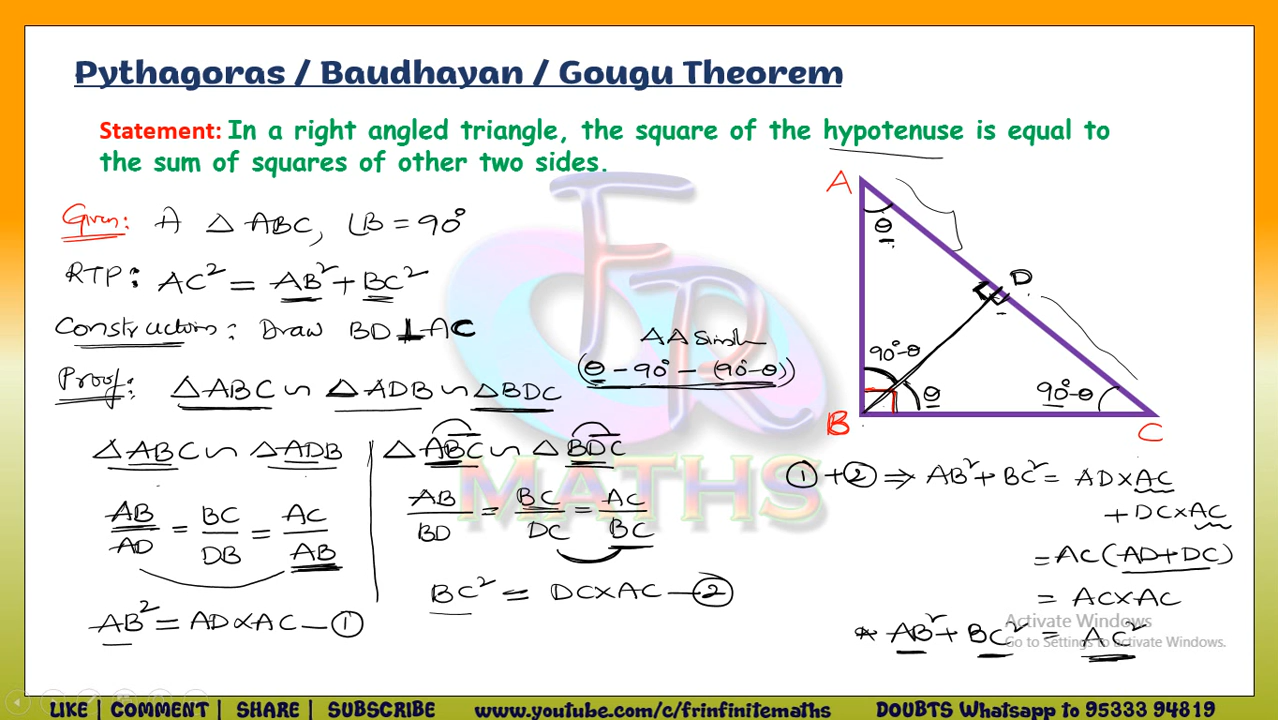 Pythagoras / Baudhayan / Gougu Theorem
Statement: In a right angled triangle, the square of the hypotenuse is equal to
the sum of squares of other two sides.
Given: A △ ABC, ∟B = 90°
RTP: AC² = AB² + BC²
Construction: Draw BD ⊥ AC
AA
(θ - 90° - (90°-θ))
Proof: △ABC ∽ △ADB ∽ △BDC
△ABC ∽ △ADB
AB/AD = BC/DB = AC/AB
AB² = AD × AC — ①
△ABC ∽ △BDC
AB/BD = BC/DC = AC/BC
BC² = DC × AC — ②
A
θ
D
90°-θ
θ
90°-θ
B
C
① + ② ⇒ AB² + BC² = AD × AC
+ DC × AC
= AC (AD + DC)
= AC × AC
* AB² + BC² = AC²
FR
MATHS
Activate Windows
Go to Settings to activate Windows.
LIKE | COMMENT | SHARE | SUBSCRIBE www.youtube.com/c/frinfinitemaths DOUBTS Whatsapp to 95333 94819